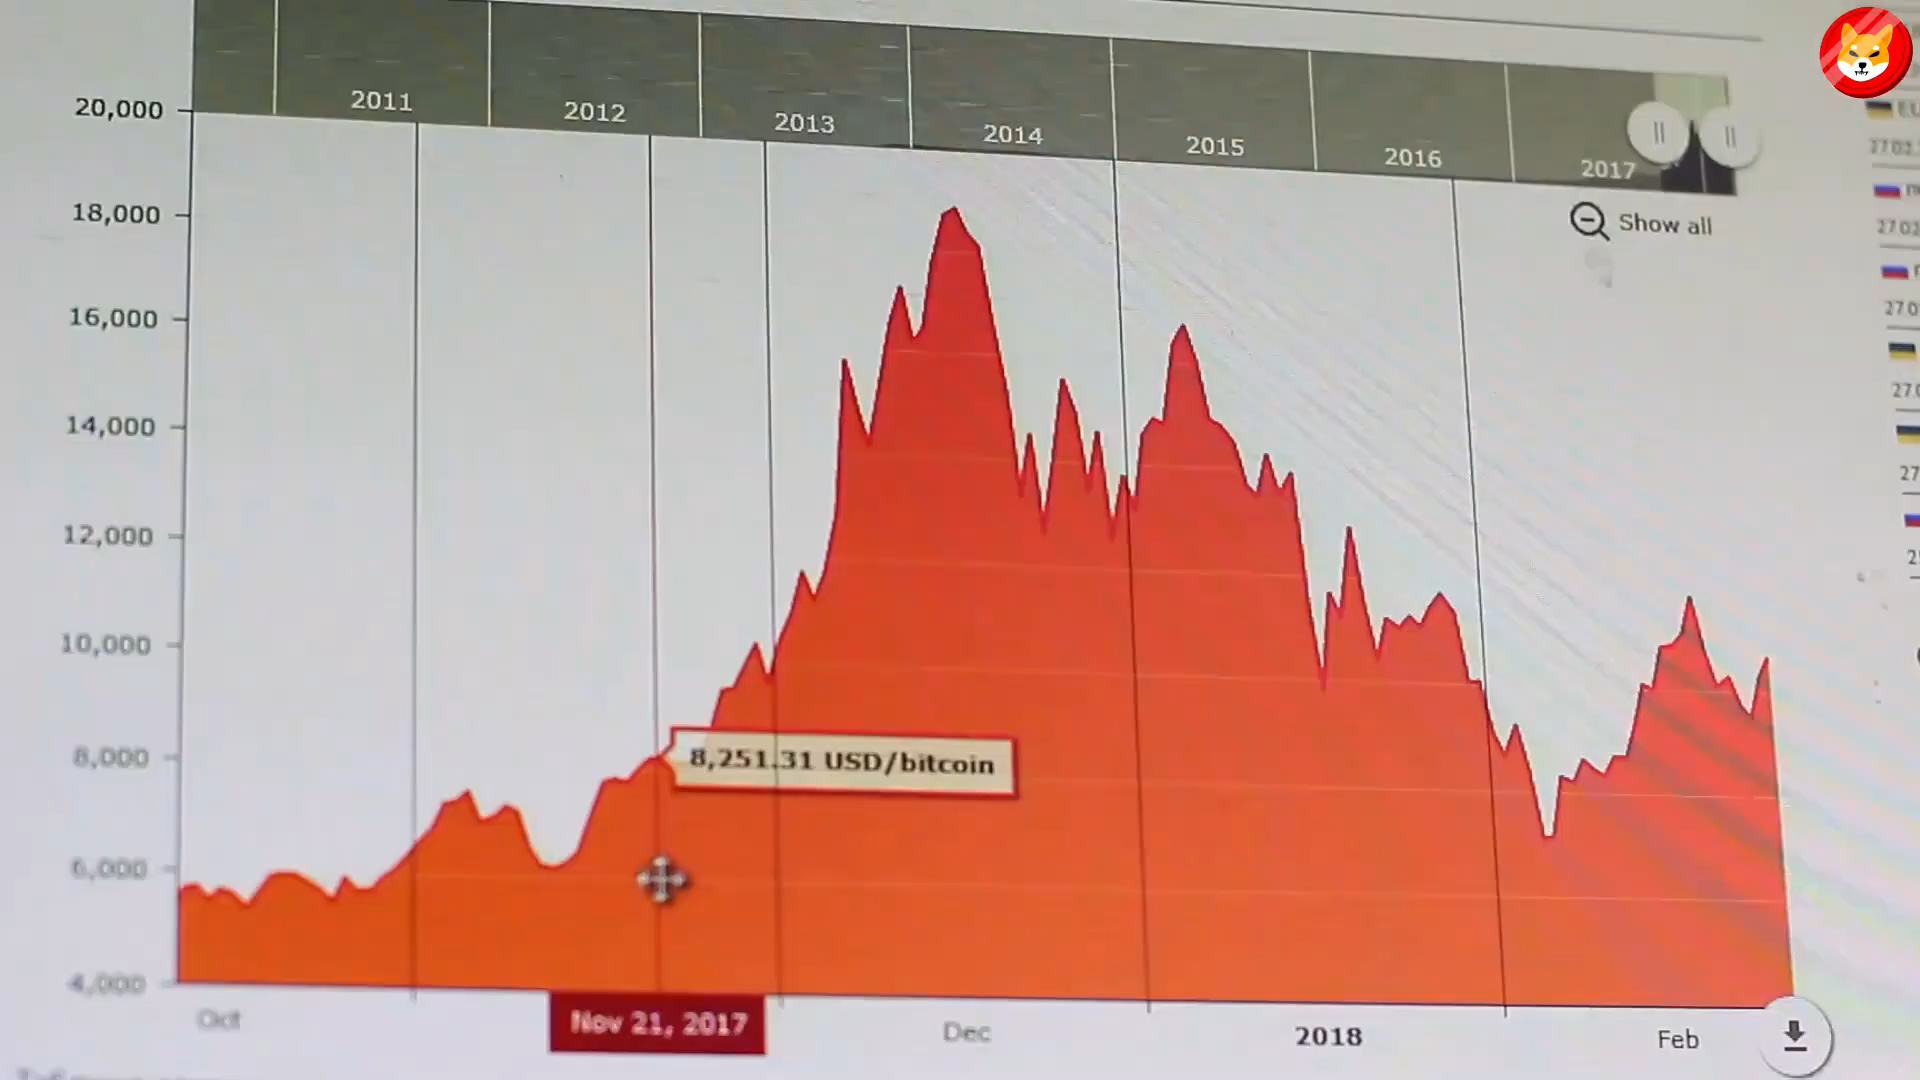 2011
2012
2013
2014
2015
2016
2017
Show all
20,000
18,000
16,000
14,000
12,000
10,000
8,000
6,000
4,000
8,251.31 USD/bitcoin
Oct
Nov 21, 2017
Dec
2018
Feb